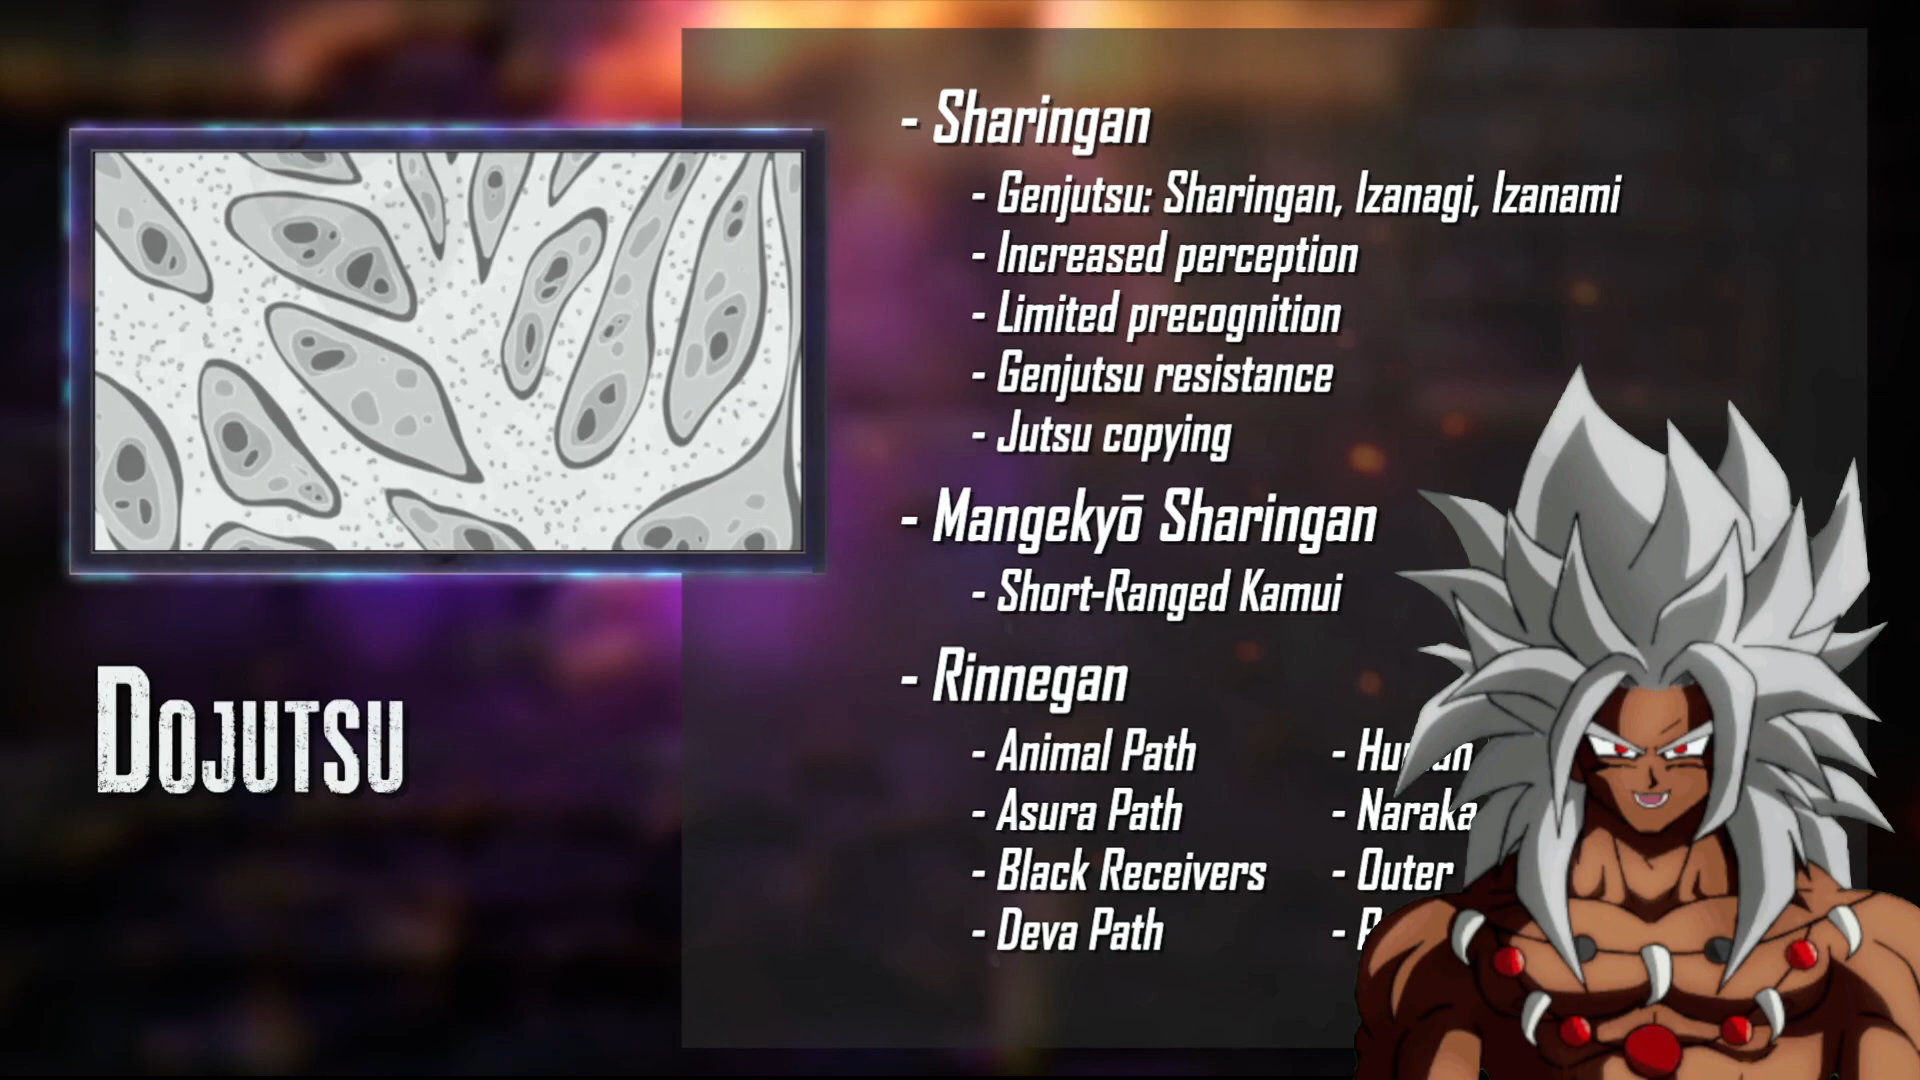 - Sharingan
- Genjutsu: Sharingan, Izanagi, Izanami
- Increased perception
- Limited precognition
- Genjutsu resistance
- Jutsu copying
- Mangekyō Sharingan
- Short-Ranged Kamui
- Rinnegan
- Animal Path
- Asura Path
- Black Receivers
- Deva Path
- Naraka
- Outer
Dojutsu